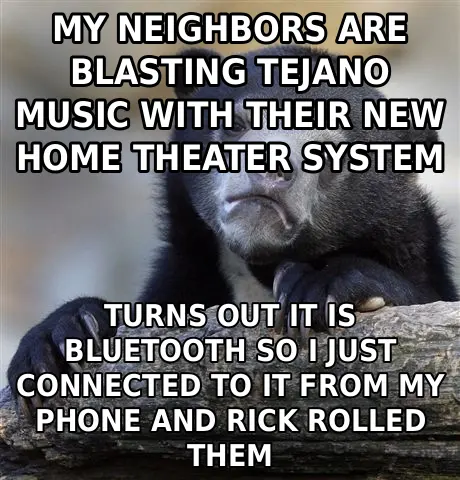 MY NEIGHBORS ARE
BLASTING TEJANO
MUSIC WITH THEIR NEW
HOME THEATER SYSTEM
TURNS OUT IT IS
BLUETOOTH SO I JUST
CONNECTED TO IT FROM MY
PHONE AND RICK ROLLED
THEM